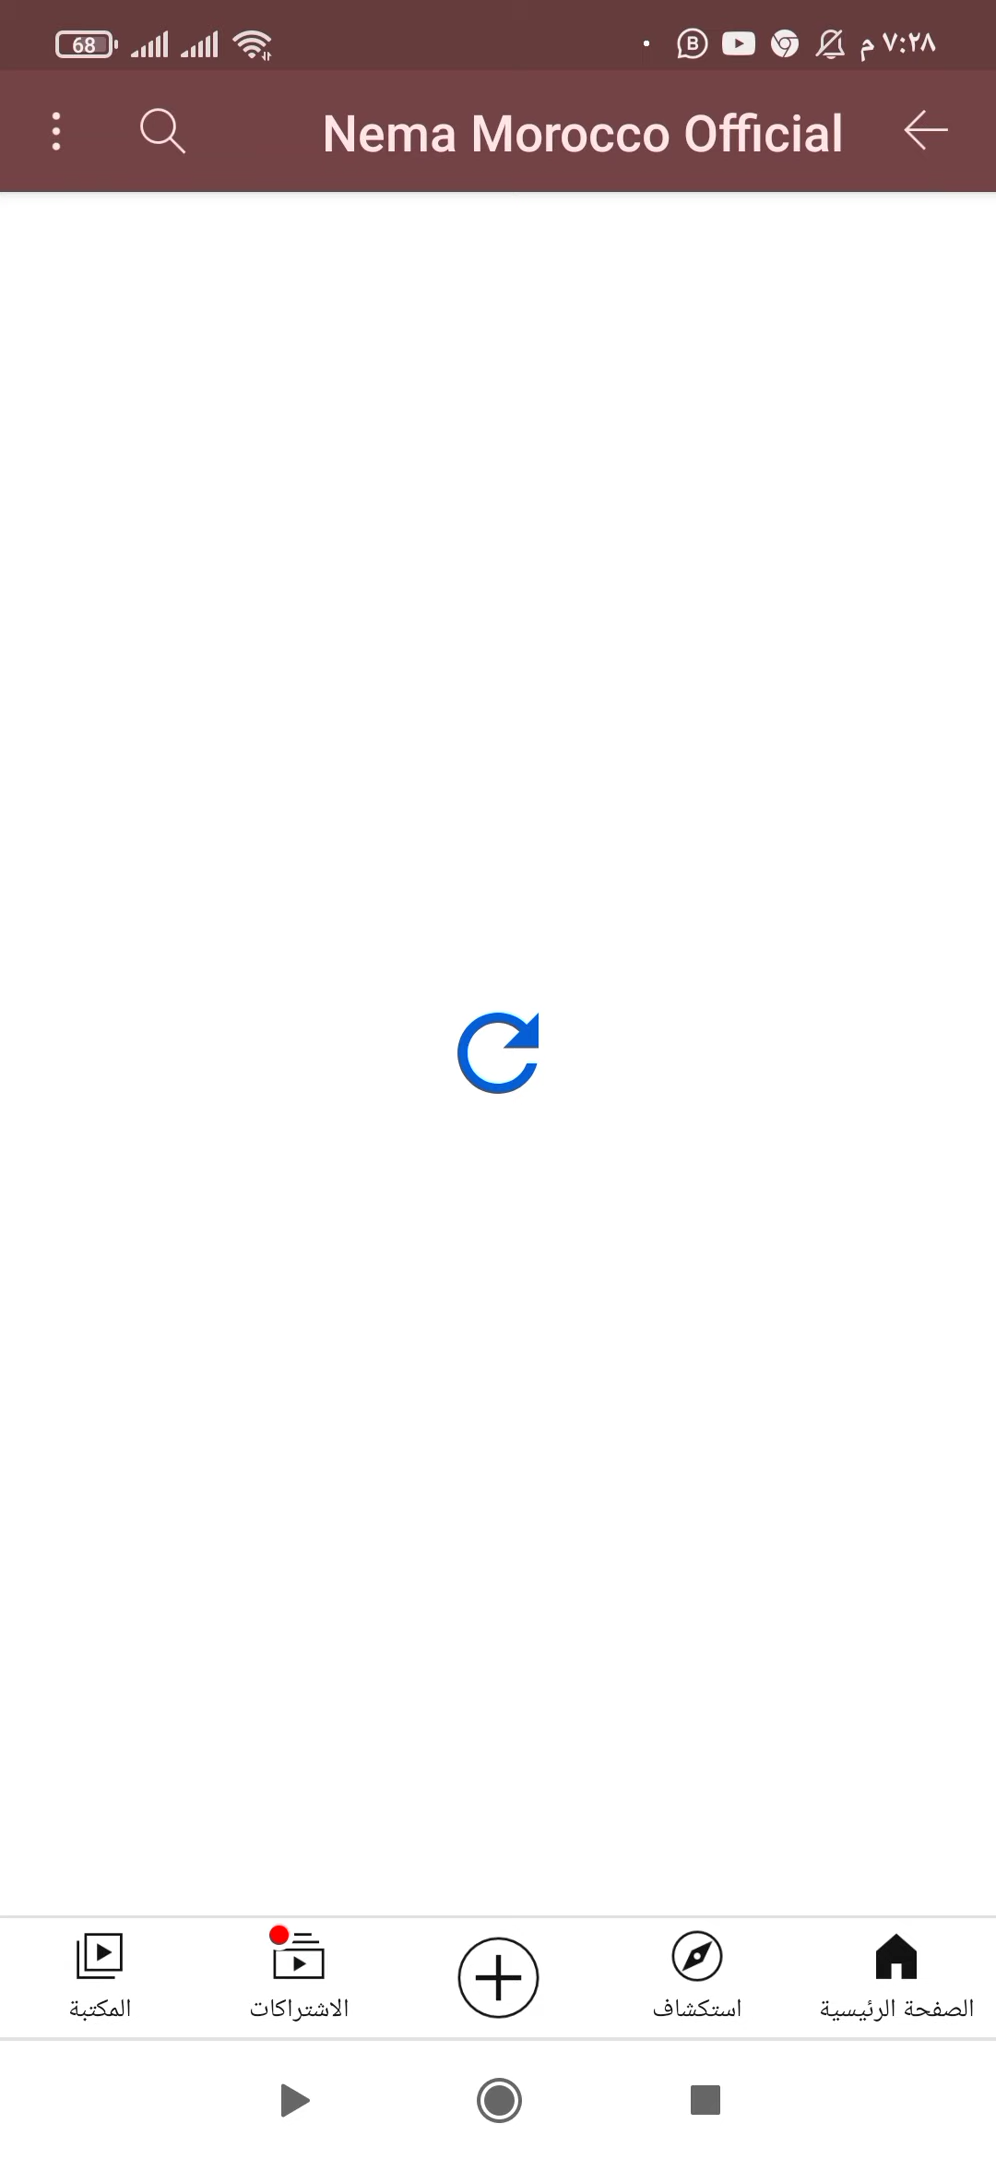 68 ٧:٢٨ م
Nema Morocco Official
الصفحة الرئيسية
استكشاف
الاشتراكات
المكتبة